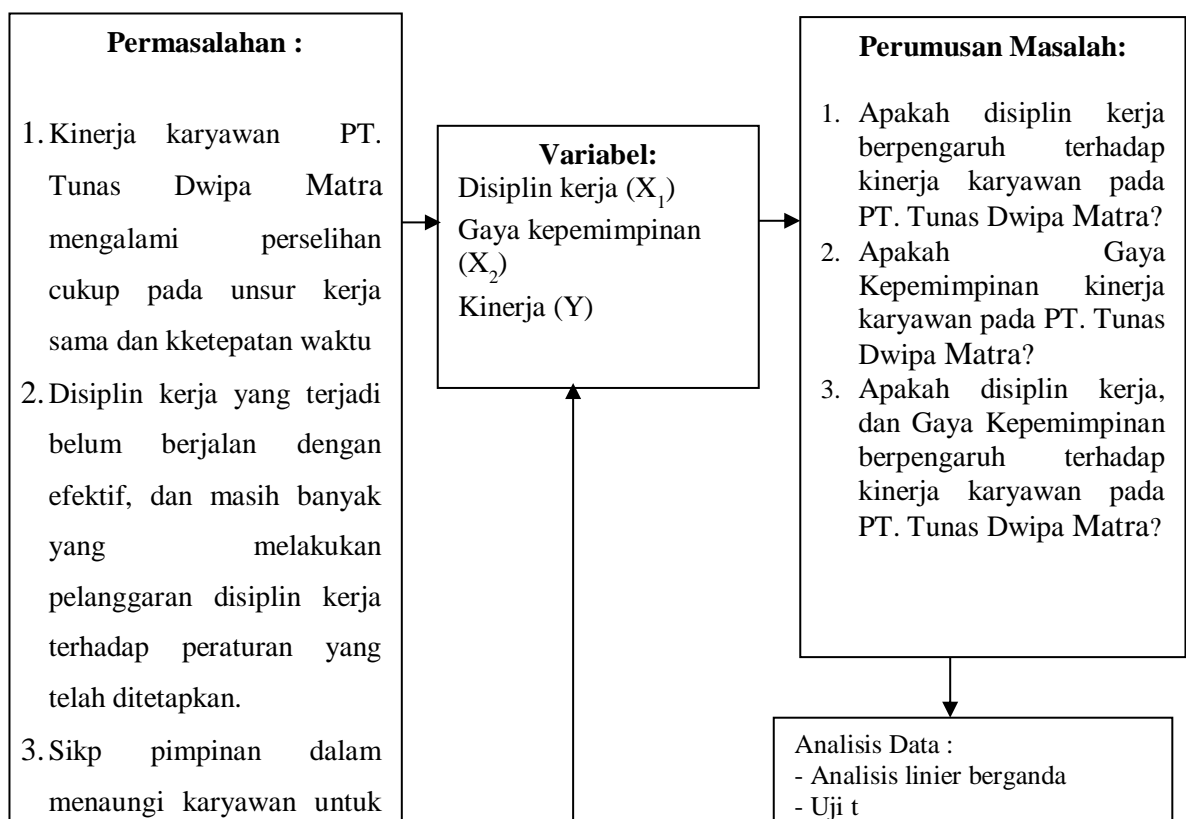 Permasalahan :
1. Kinerja karyawan PT.
Tunas Dwipa Matra
mengalami perselihan
cukup pada unsur kerja
sama dan kketepatan waktu
2. Disiplin kerja yang terjadi
belum berjalan dengan
efektif, dan masih banyak
yang melakukan
pelanggaran disiplin kerja
terhadap peraturan yang
telah ditetapkan.
3. Sikp pimpinan dalam
menaungi karyawan untuk
Variabel:
Disiplin kerja (X₁)
Gaya kepemimpinan
(X₂)
Kinerja (Y)
Perumusan Masalah:
1. Apakah disiplin kerja
berpengaruh terhadap
kinerja karyawan pada
PT. Tunas Dwipa Matra?
2. Apakah Gaya
Kepemimpinan kinerja
karyawan pada PT. Tunas
Dwipa Matra?
3. Apakah disiplin kerja,
dan Gaya Kepemimpinan
berpengaruh terhadap
kinerja karyawan pada
PT. Tunas Dwipa Matra?
Analisis Data :
- Analisis linier berganda
- Uji t